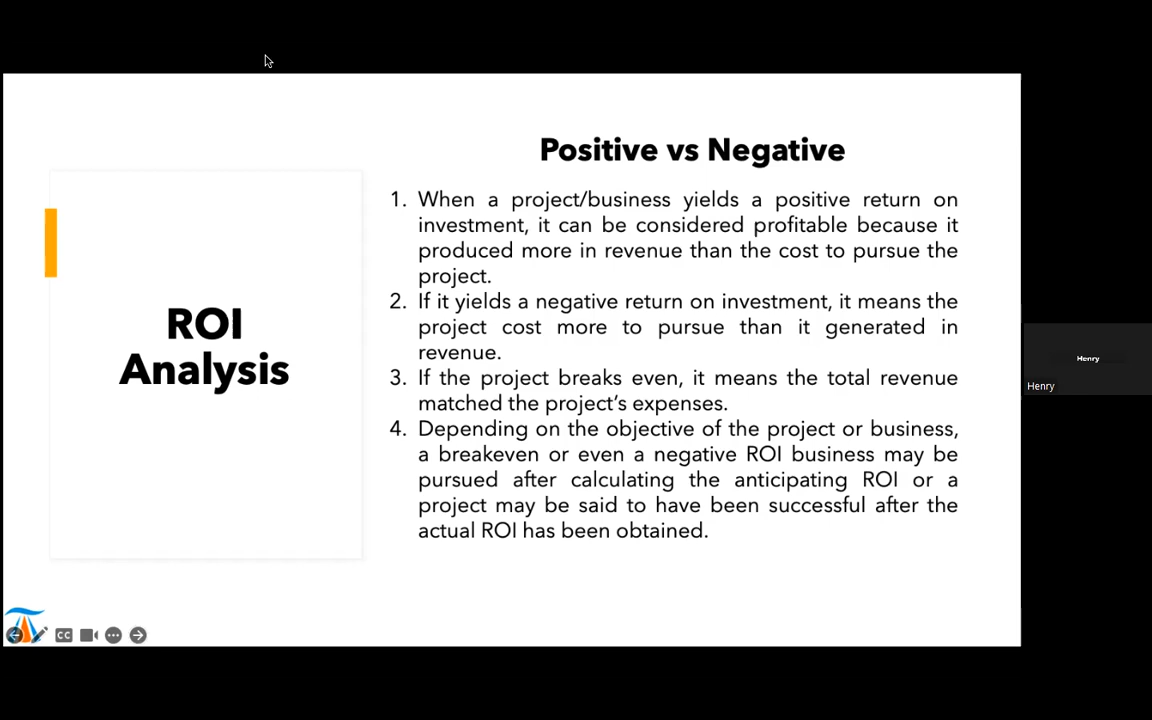 Positive vs Negative
ROI
Analysis
1. When a project/business yields a positive return on
investment, it can be considered profitable because it
produced more in revenue than the cost to pursue the
project.
2. If it yields a negative return on investment, it means the
project cost more to pursue than it generated in
revenue.
3. If the project breaks even, it means the total revenue
matched the project’s expenses.
4. Depending on the objective of the project or business,
a breakeven or even a negative ROI business may be
pursued after calculating the anticipating ROI or a
project may be said to have been successful after the
actual ROI has been obtained.
Henry
Henry
CC